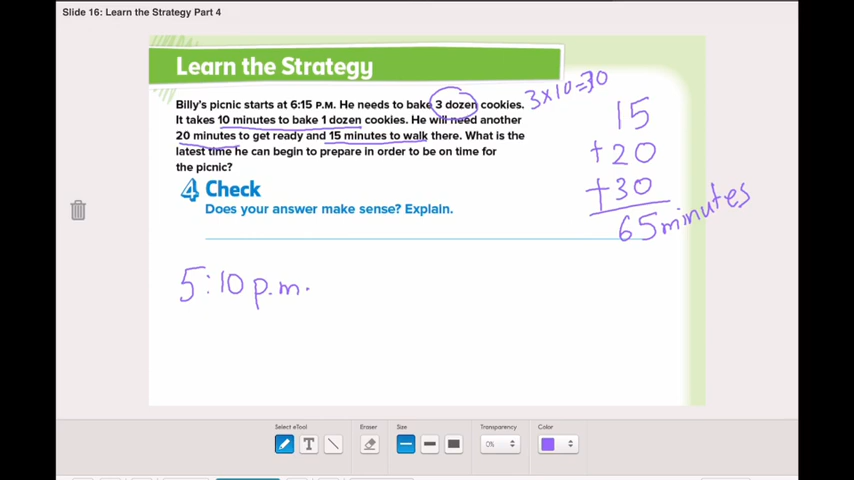 Slide 16: Learn the Strategy Part 4
Learn the Strategy
Billy's picnic starts at 6:15 P.M. He needs to bake 3 dozen cookies.
It takes 10 minutes to bake 1 dozen cookies. He will need another
20 minutes to get ready and 15 minutes to walk there. What is the
latest time he can begin to prepare in order to be on time for
the picnic?
3x10=30
15
+20
+30
65 minutes
4 Check
Does your answer make sense? Explain.
5:10 p.m.
Select eTool
Eraser
Size
Transparency
Color
T
0%